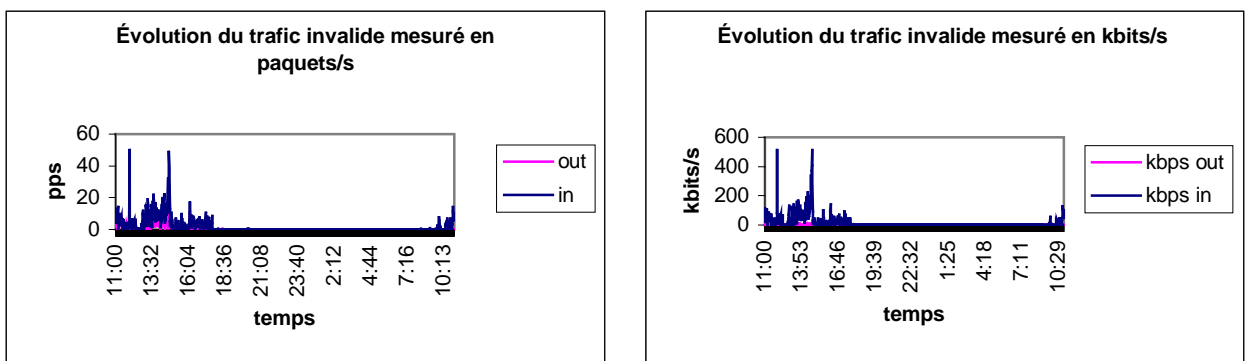 Évolution du trafic invalide mesuré en
paquets/s
60
40
20
0
pps
11:00
13:32
16:04
18:36
21:08
23:40
2:12
4:44
7:16
10:13
temps
out
in
Évolution du trafic invalide mesuré en kbits/s
600
400
200
0
kbits/s
11:00
13:53
16:46
19:39
22:32
1:25
4:18
7:11
10:29
temps
kbps out
kbps in